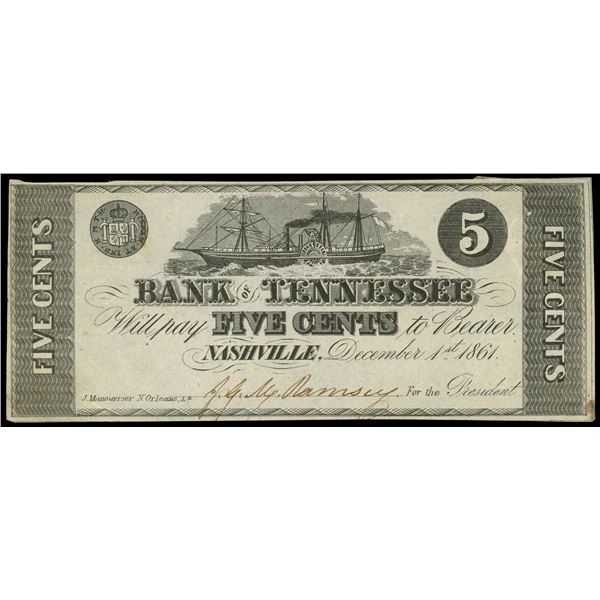 FIVE CENTS
5
BANK OF TENNESSEE
Will pay FIVE CENTS, to Bearer,
NASHVILLE, December 1st 1861.
J. Manouvrier N. Orleans, La
J. G. M. Ramsey. For the President
FIVE CENTS